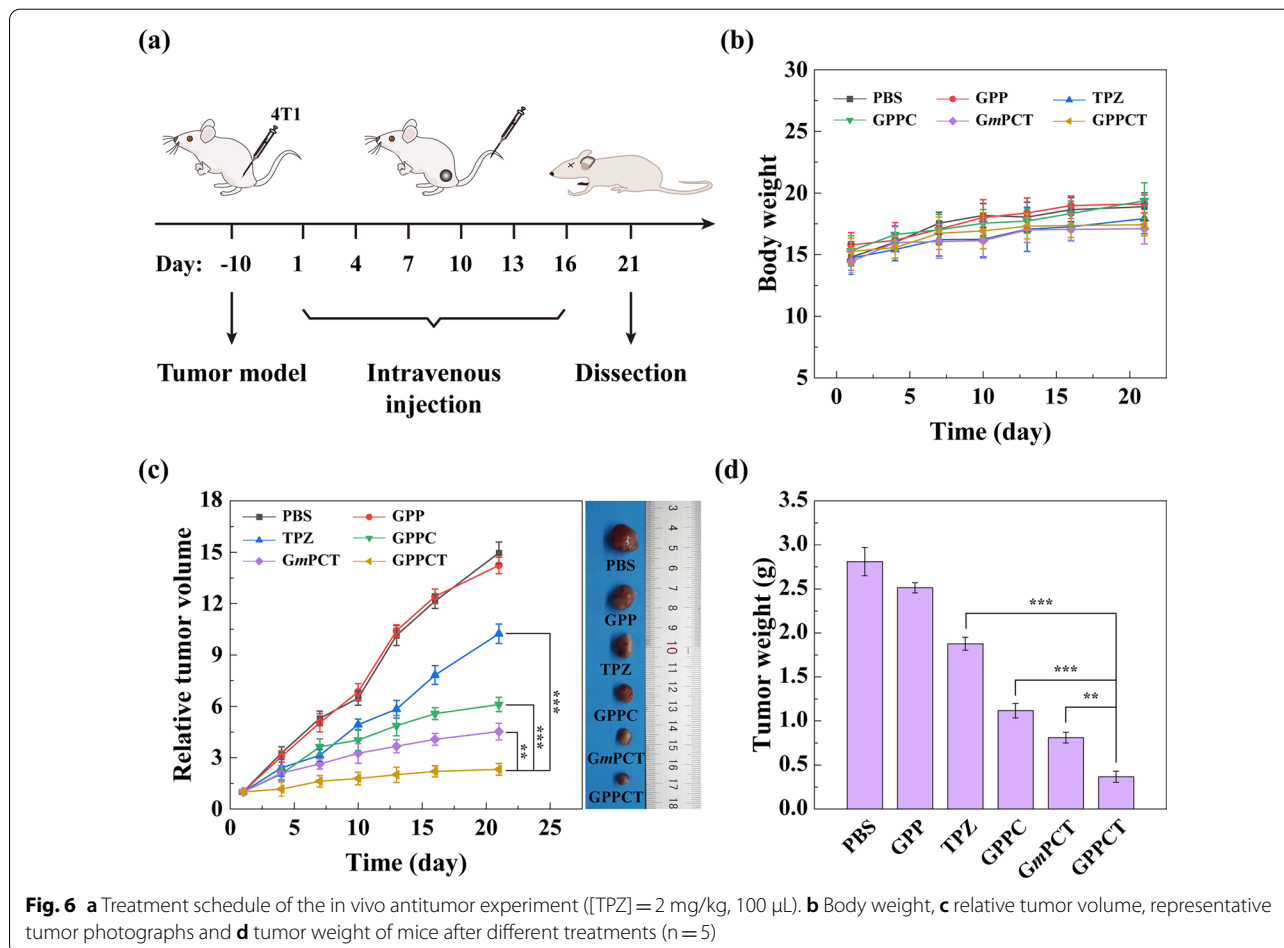 (a)
4T1
Day: -10 1 4 7 10 13 16 21
Tumor model
Intravenous
injection
Dissection
(b)
30
25
20
15
10
5
PBS GPP TPZ
GPPC GmPCT GPPCT
Body weight
0 5 10 15 20
Time (day)
(c)
18
15
12
9
6
3
0
PBS GPP
TPZ GPPC
GmPCT GPPCT
Relative tumor volume
***
***
**
0 5 10 15 20 25
Time (day)
PBS
GPP
TPZ
GPPC
GmPCT
GPPCT
3
4
5
6
7
8
9
10
11
12
13
14
15
16
17
18
(d)
3.5
3.0
2.5
2.0
1.5
1.0
0.5
0.0
Tumor weight (g)
***
***
**
PBS GPP TPZ GPPC GmPCT GPPCT
Fig. 6 a Treatment schedule of the in vivo antitumor experiment ([TPZ] = 2 mg/kg, 100 μL). b Body weight, c relative tumor volume, representative
tumor photographs and d tumor weight of mice after different treatments (n = 5)